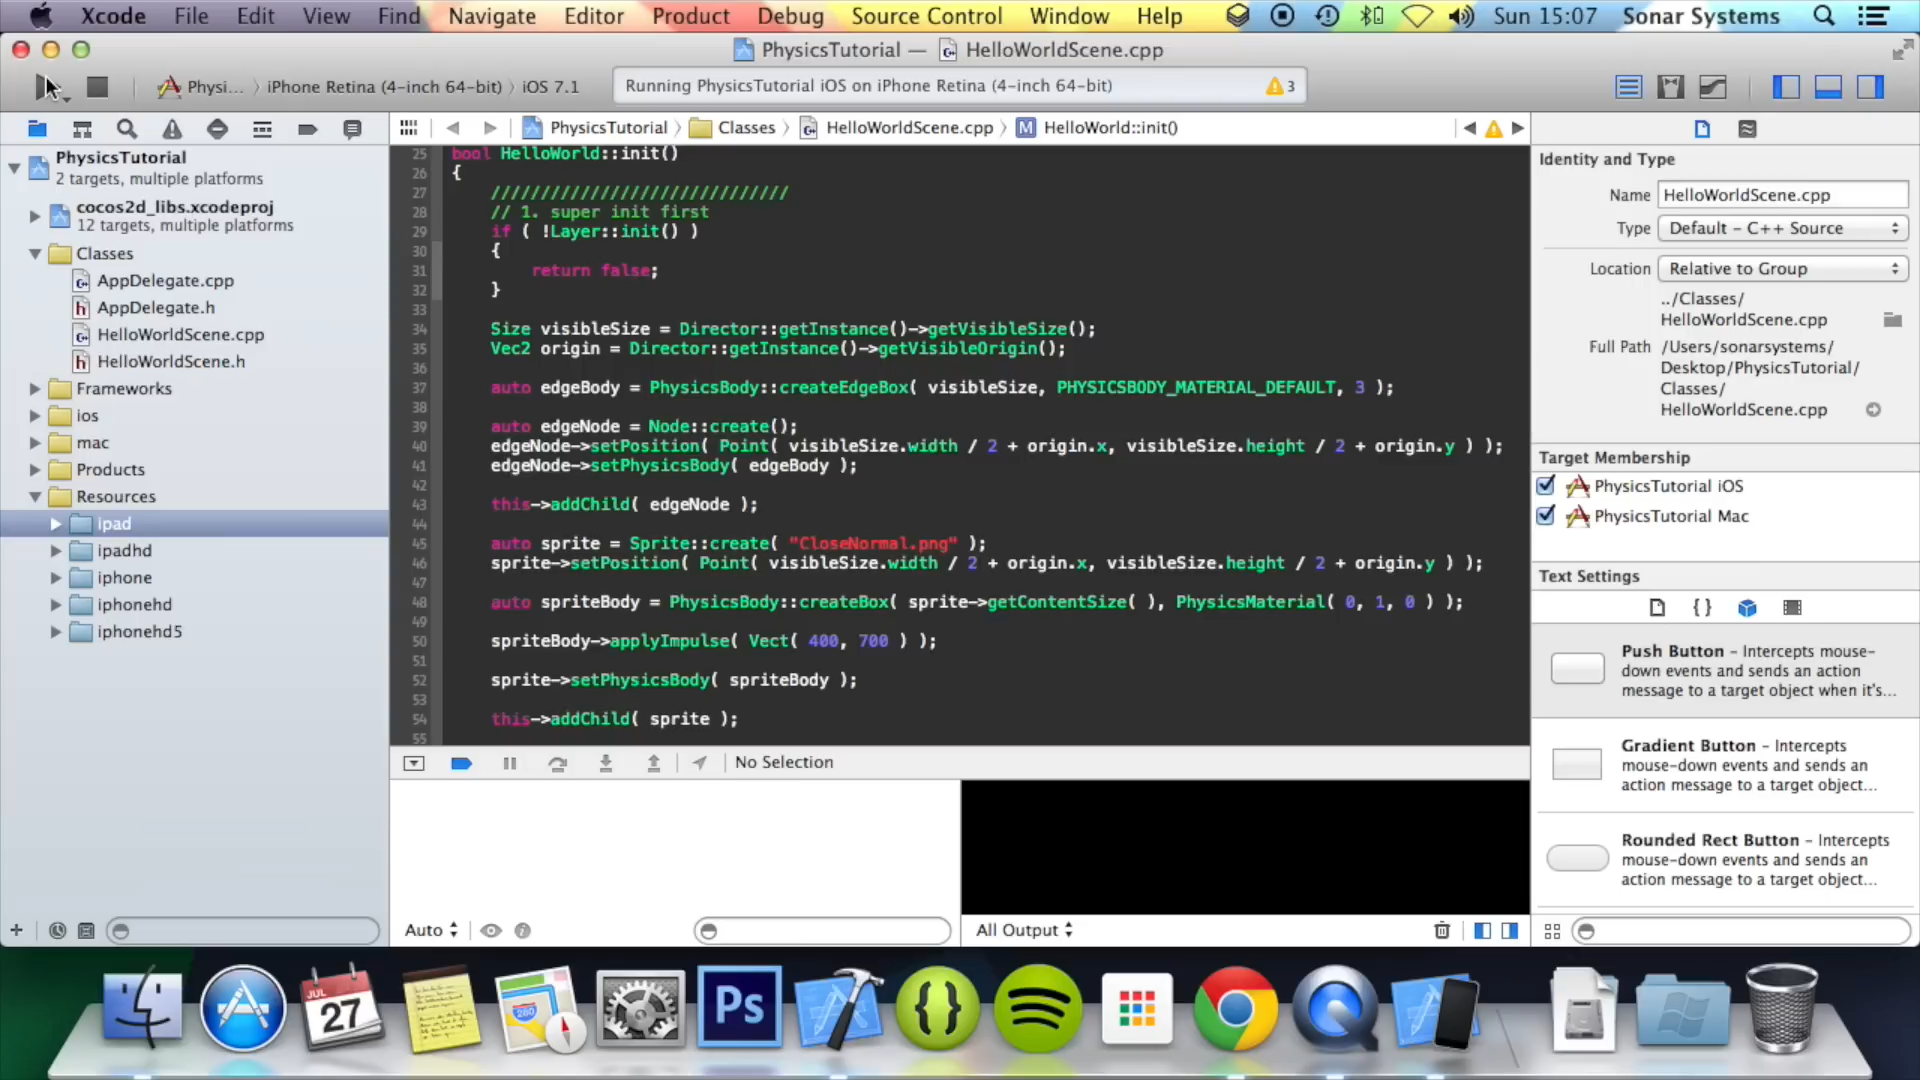 Xcode File Edit View Find Navigate Editor Product Debug Source Control Window Help Sun 15:07 Sonar Systems
PhysicsTutorial — HelloWorldScene.cpp
Physi... iPhone Retina (4-inch 64-bit) iOS 7.1
Running PhysicsTutorial iOS on iPhone Retina (4-inch 64-bit) 3
PhysicsTutorial
2 targets, multiple platforms
cocos2d_libs.xcodeproj
12 targets, multiple platforms
Classes
AppDelegate.cpp
AppDelegate.h
HelloWorldScene.cpp
HelloWorldScene.h
Frameworks
ios
mac
Products
Resources
ipad
ipadhd
iphone
iphonehd
iphonehd5
PhysicsTutorial Classes HelloWorldScene.cpp M HelloWorld::init()
25 bool HelloWorld::init()
26 {
27 //////////////////////////////
28 // 1. super init first
29 if ( !Layer::init() )
30 {
31 return false;
32 }
33
34 Size visibleSize = Director::getInstance()->getVisibleSize();
35 Vec2 origin = Director::getInstance()->getVisibleOrigin();
36
37 auto edgeBody = PhysicsBody::createEdgeBox( visibleSize, PHYSICSBODY_MATERIAL_DEFAULT, 3 );
38
39 auto edgeNode = Node::create();
40 edgeNode->setPosition( Point( visibleSize.width / 2 + origin.x, visibleSize.height / 2 + origin.y ) );
41 edgeNode->setPhysicsBody( edgeBody );
42
43 this->addChild( edgeNode );
44
45 auto sprite = Sprite::create( "CloseNormal.png" );
46 sprite->setPosition( Point( visibleSize.width / 2 + origin.x, visibleSize.height / 2 + origin.y ) );
47
48 auto spriteBody = PhysicsBody::createBox( sprite->getContentSize( ), PhysicsMaterial( 0, 1, 0 ) );
49
50 spriteBody->applyImpulse( Vect( 400, 700 ) );
51
52 sprite->setPhysicsBody( spriteBody );
53
54 this->addChild( sprite );
55
No Selection
Auto
All Output
Identity and Type
Name HelloWorldScene.cpp
Type Default - C++ Source
Location Relative to Group
../Classes/
HelloWorldScene.cpp
Full Path /Users/sonarsystems/
Desktop/PhysicsTutorial/
Classes/
HelloWorldScene.cpp
Target Membership
PhysicsTutorial iOS
PhysicsTutorial Mac
Text Settings
{ }
Push Button - Intercepts mouse-
down events and sends an action
message to a target object when it's...
Gradient Button - Intercepts
mouse-down events and sends an
action message to a target object...
Rounded Rect Button - Intercepts
mouse-down events and sends an
action message to a target object...
JUL
27
280
Ps
{}